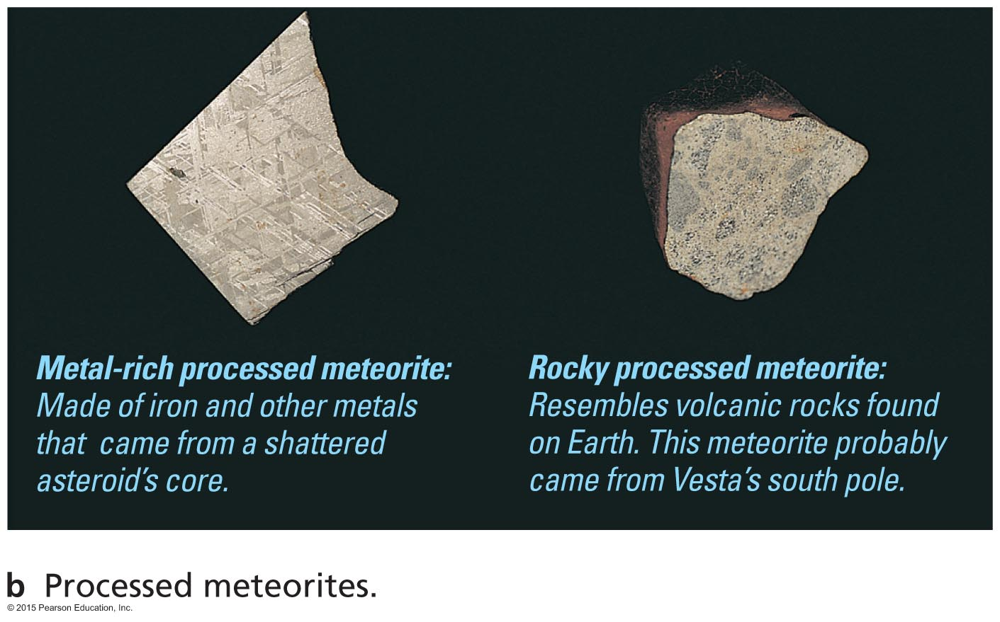 Metal-rich processed meteorite:
Made of iron and other metals
that came from a shattered
asteroid's core.
Rocky processed meteorite:
Resembles volcanic rocks found
on Earth. This meteorite probably
came from Vesta's south pole.
b Processed meteorites.
© 2015 Pearson Education, Inc.